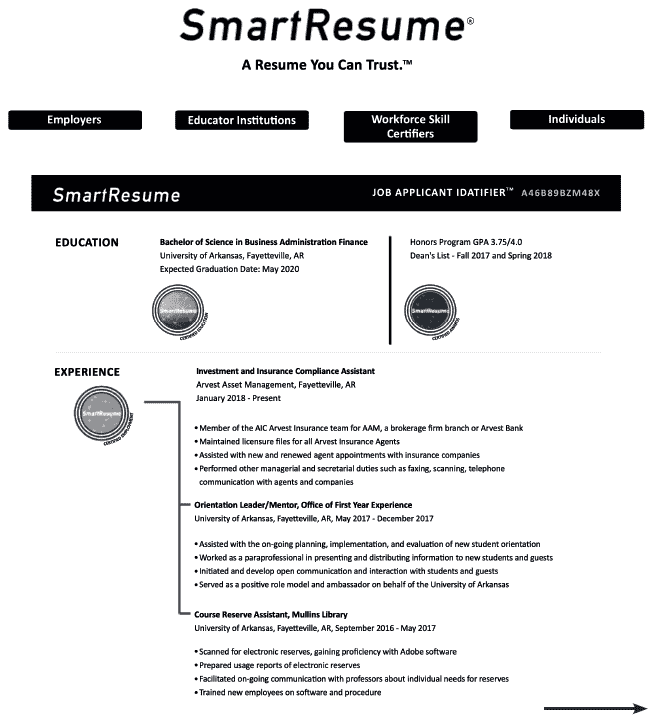 SmartResume®
A Resume You Can Trust.™
Employers
Educator Institutions
Workforce Skill
Certifiers
Individuals
SmartResume
JOB APPLICANT IDATIFIER™ A46B89BZM48X
EDUCATION
Bachelor of Science in Business Administration Finance
University of Arkansas, Fayetteville, AR
Expected Graduation Date: May 2020
Honors Program GPA 3.75/4.0
Dean's List - Fall 2017 and Spring 2018
SmartResume
CERTIFIED EDUCATION
SmartResume
CERTIFIED AWARD
EXPERIENCE
SmartResume
CERTIFIED EMPLOYMENT
Investment and Insurance Compliance Assistant
Arvest Asset Management, Fayetteville, AR
January 2018 - Present
• Member of the AIC Arvest Insurance team for AAM, a brokerage firm branch or Arvest Bank
• Maintained licensure files for all Arvest Insurance Agents
• Assisted with new and renewed agent appointments with insurance companies
• Performed other managerial and secretarial duties such as faxing, scanning, telephone
communication with agents and companies
Orientation Leader/Mentor, Office of First Year Experience
University of Arkansas, Fayetteville, AR, May 2017 - December 2017
• Assisted with the on-going planning, implementation, and evaluation of new student orientation
• Worked as a paraprofessional in presenting and distributing information to new students and guests
• Initiated and develop open communication and interaction with students and guests
• Served as a positive role model and ambassador on behalf of the University of Arkansas
Course Reserve Assistant, Mullins Library
University of Arkansas, Fayetteville, AR, September 2016 - May 2017
• Scanned for electronic reserves, gaining proficiency with Adobe software
• Prepared usage reports of electronic reserves
• Facilitated on-going communication with professors about individual needs for reserves
• Trained new employees on software and procedure